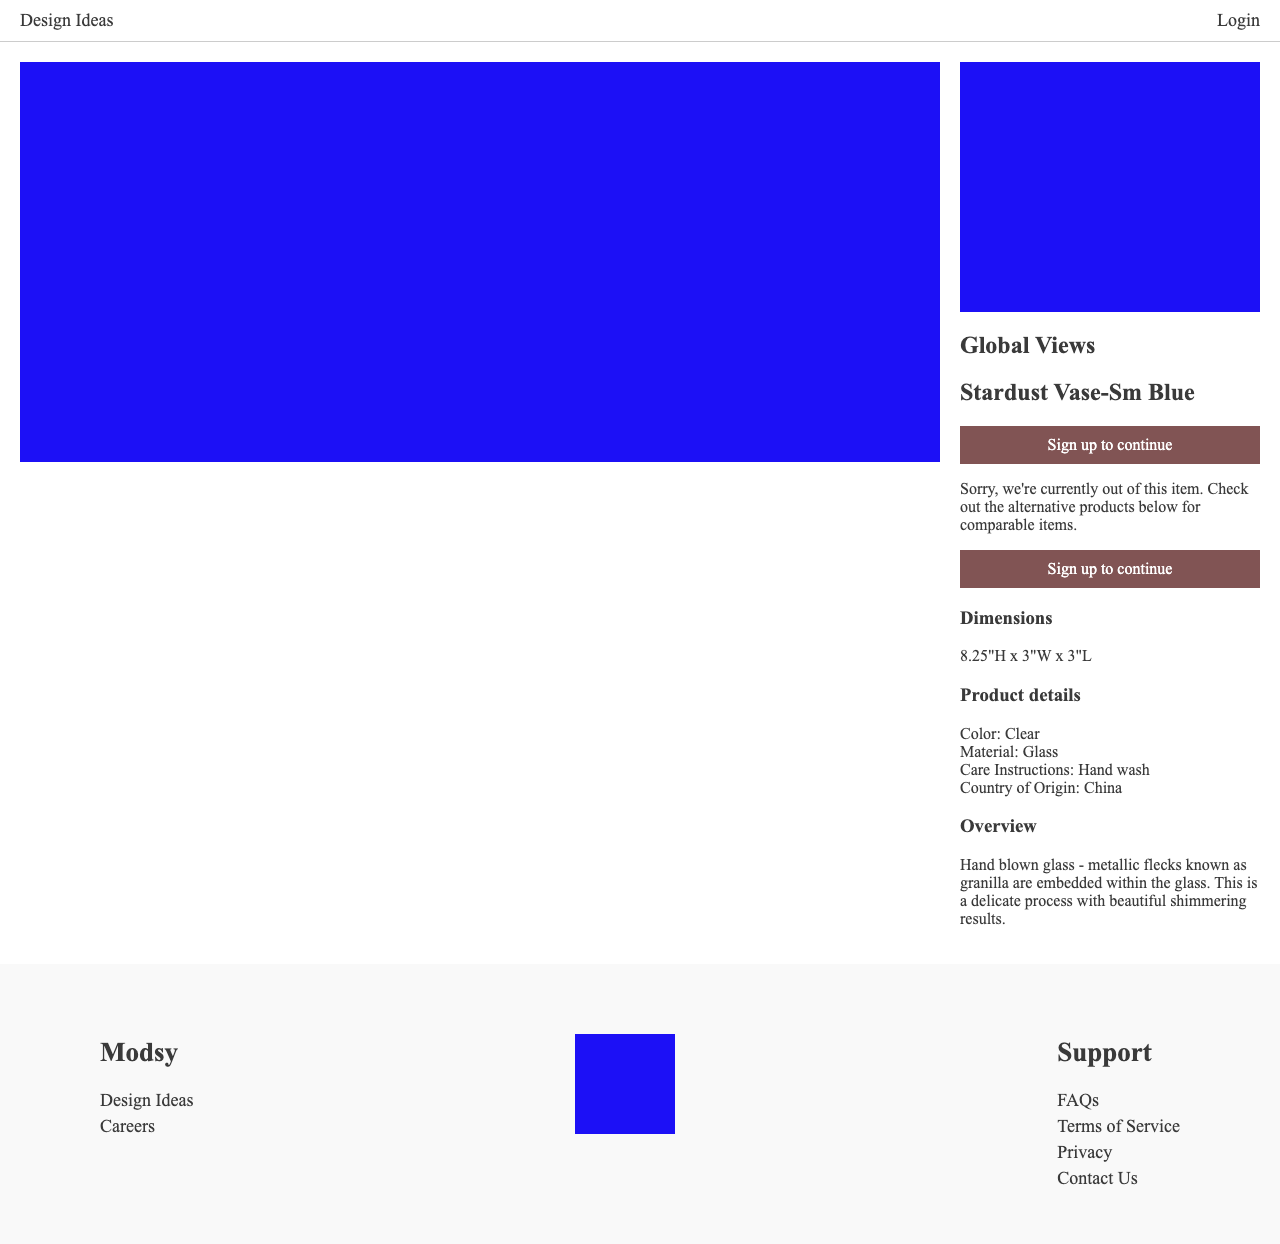 Design Ideas
Login
Global Views
Stardust Vase-Sm Blue
Sign up to continue
Sorry, we're currently out of this item. Check
out the alternative products below for
comparable items.
Sign up to continue
Dimensions
8.25"H x 3"W x 3"L
Product details
Color: Clear
Material: Glass
Care Instructions: Hand wash
Country of Origin: China
Overview
Hand blown glass - metallic flecks known as
granilla are embedded within the glass. This is
a delicate process with beautiful shimmering
results.
Modsy
Design Ideas
Careers
Support
FAQs
Terms of Service
Privacy
Contact Us